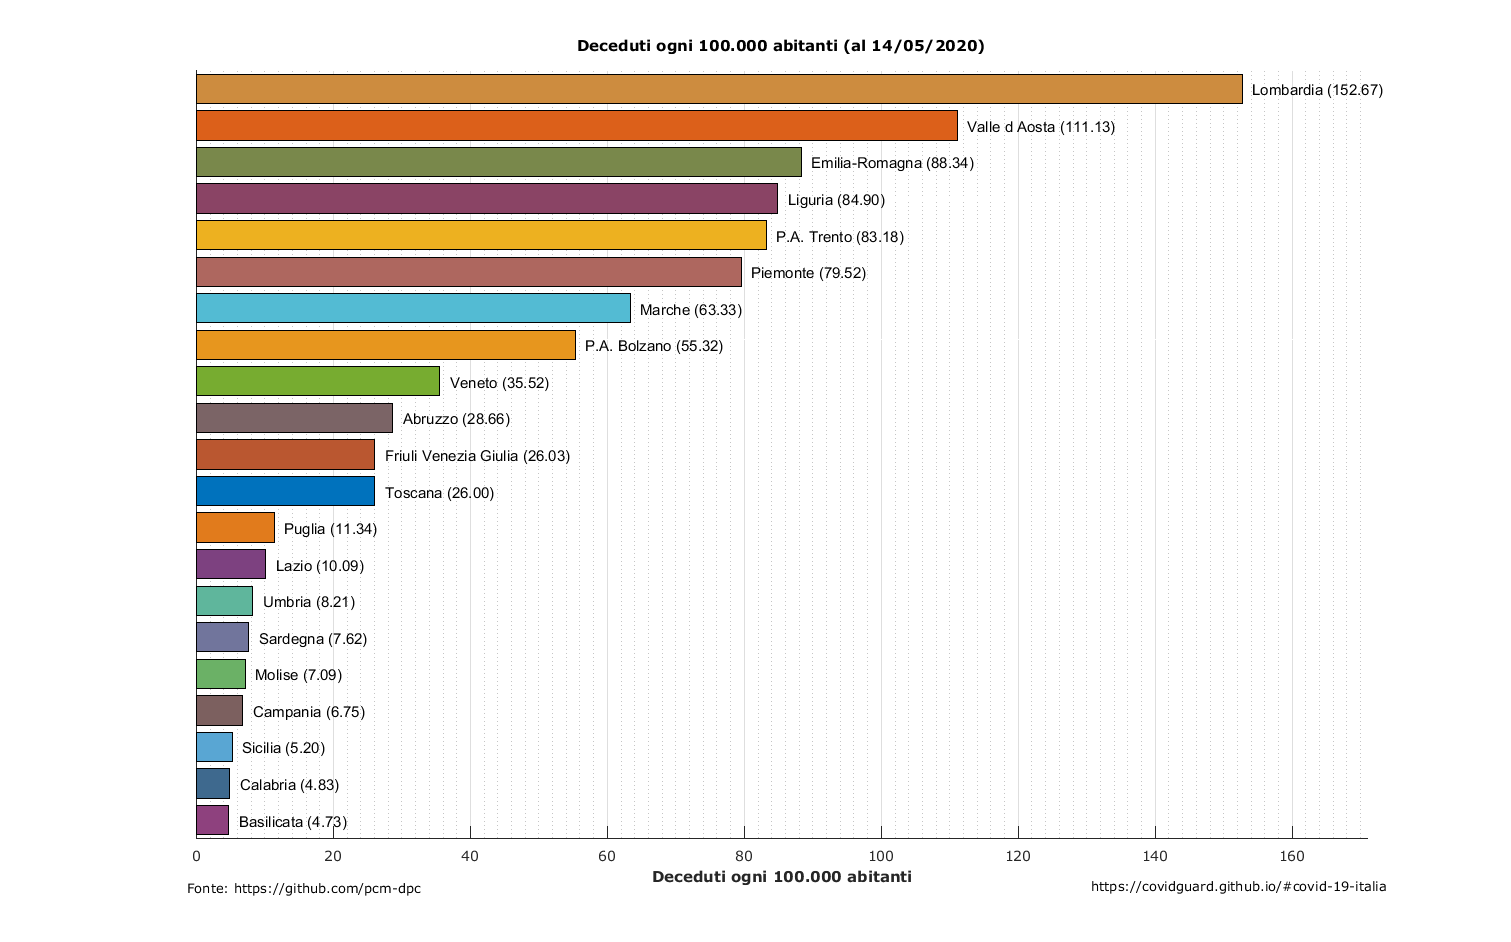 Deceduti ogni 100.000 abitanti (al 14/05/2020)
Lombardia (152.67)
Valle d Aosta (111.13)
Emilia-Romagna (88.34)
Liguria (84.90)
P.A. Trento (83.18)
Piemonte (79.52)
Marche (63.33)
P.A. Bolzano (55.32)
Veneto (35.52)
Abruzzo (28.66)
Friuli Venezia Giulia (26.03)
Toscana (26.00)
Puglia (11.34)
Lazio (10.09)
Umbria (8.21)
Sardegna (7.62)
Molise (7.09)
Campania (6.75)
Sicilia (5.20)
Calabria (4.83)
Basilicata (4.73)
0 20 40 60 80 100 120 140 160
Deceduti ogni 100.000 abitanti
Fonte: https://github.com/pcm-dpc
https://covidguard.github.io/#covid-19-italia